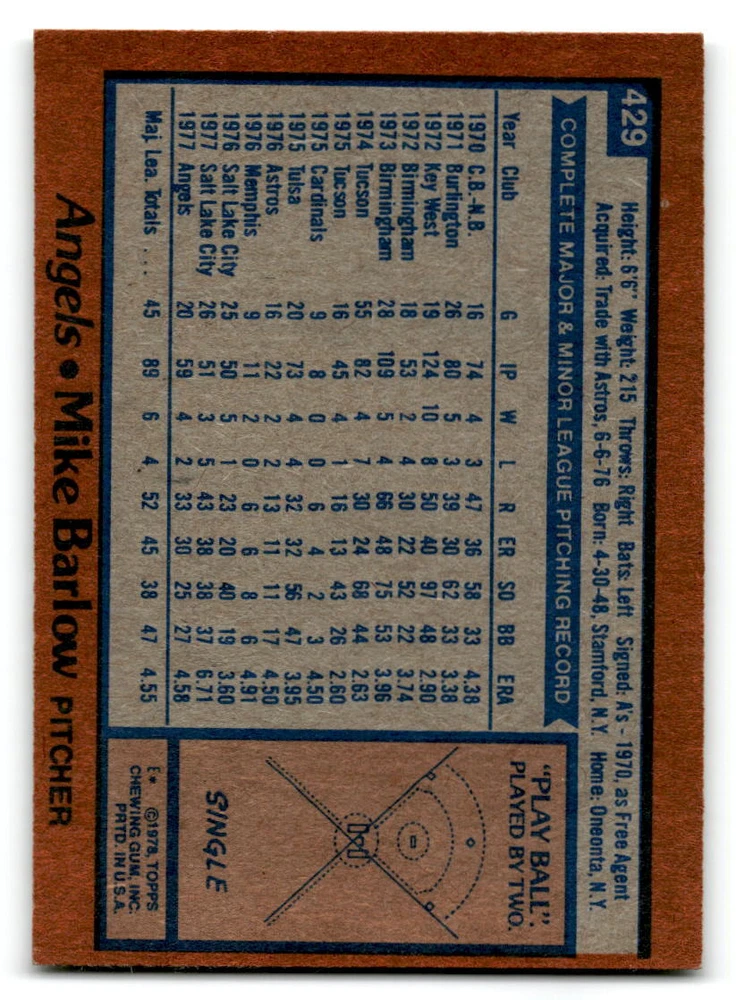 429
Height: 6'6" Weight: 215 Throws: Right Bats: Left Signed: A's - 1970, as Free Agent
Acquired: Trade with Astros, 6-6-76 Born: 4-30-48, Stamford, N.Y. Home: Oneonta, N.Y.
COMPLETE MAJOR & MINOR LEAGUE PITCHING RECORD
Year Club G IP W L R ER SO BB ERA
1970 C.B.-A.B. 16 74 4 3 47 36 58 33 4.38
1971 Burlington 26 80 5 3 39 30 62 33 3.38
1972 Key West 19 124 10 8 50 40 97 48 2.90
1972 Birmingham 18 53 2 4 30 22 52 22 3.74
1973 Birmingham 28 109 5 4 66 48 75 53 3.96
1974 Tucson 55 82 4 7 30 24 68 44 2.63
1975 Tucson 16 45 4 1 16 13 43 26 2.60
1975 Cardinals 9 8 0 0 6 4 2 3 4.50
1975 Tulsa 20 73 4 4 32 32 56 47 3.95
1976 Astros 16 22 2 2 13 11 11 17 4.50
1976 Memphis 9 11 2 0 6 6 8 6 4.91
1976 Salt Lake City 25 50 5 1 23 20 40 19 3.60
1977 Salt Lake City 26 51 3 5 43 38 38 37 6.71
1977 Angels 20 59 4 2 33 30 25 27 4.58
Maj. Lea. Totals ... 45 89 6 4 52 45 38 47 4.55
"PLAY BALL".
PLAYED BY TWO.
SINGLE
E* ©1978, TOPPS
CHEWING GUM, INC.
PRTD. IN U.S.A.
Angels • Mike Barlow PITCHER